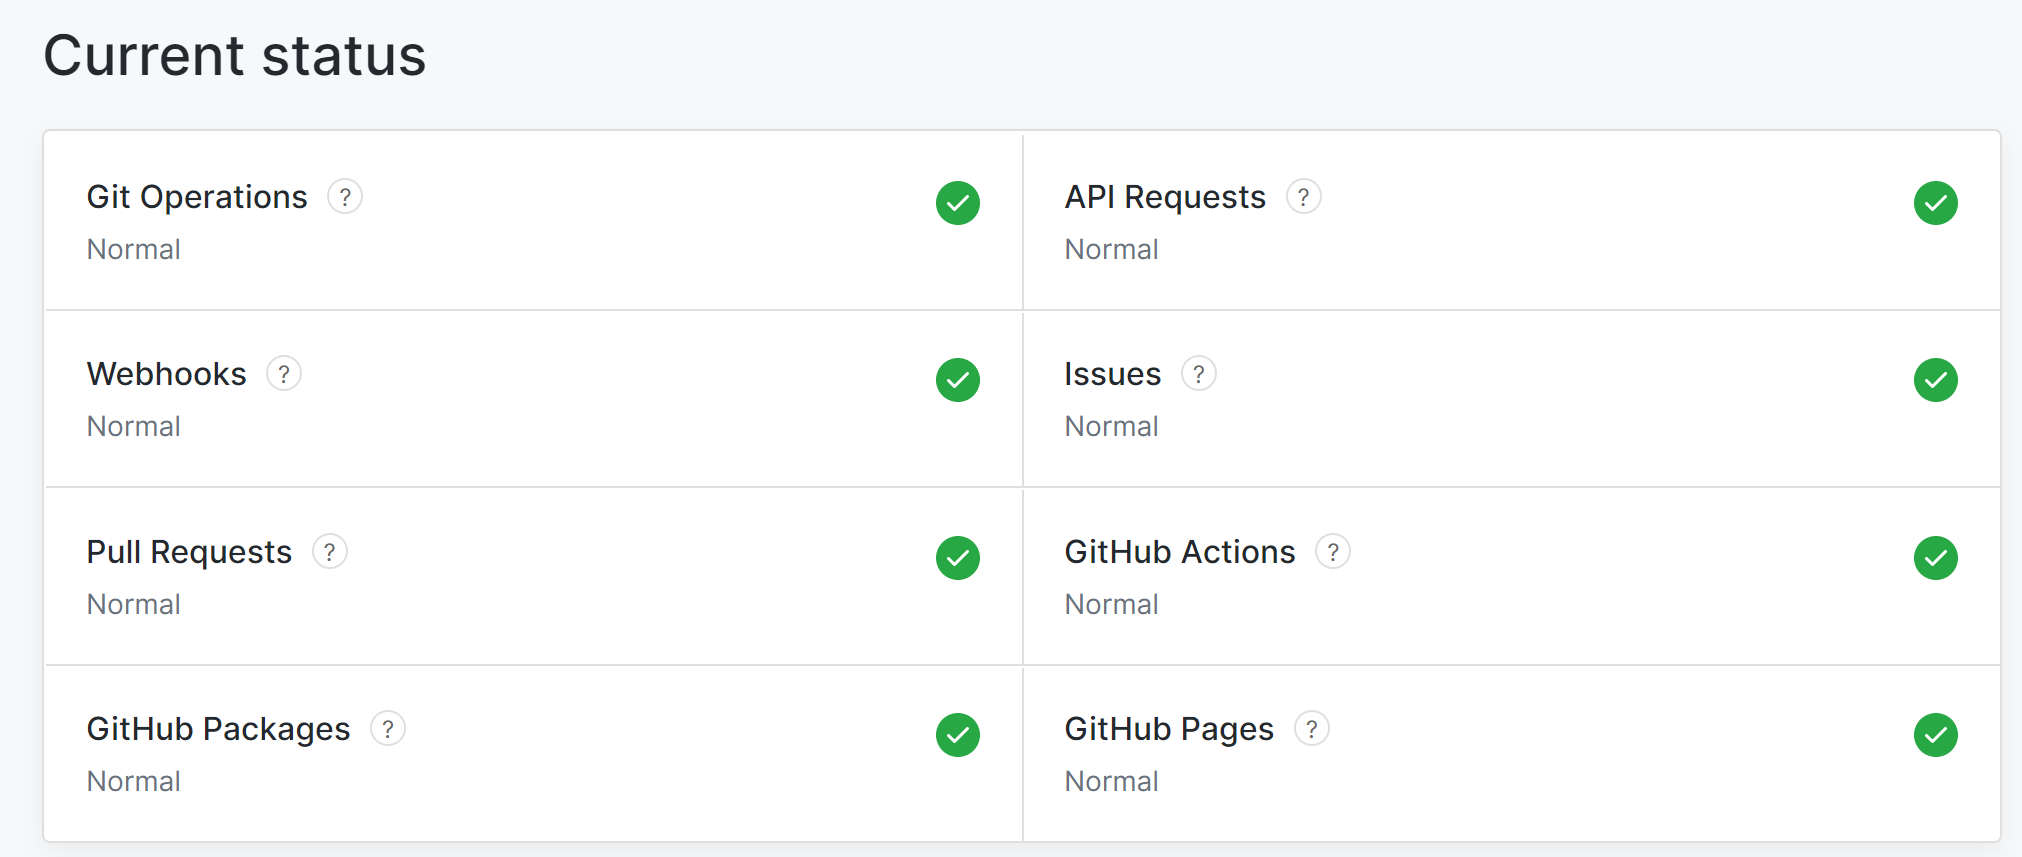 Current status
Git Operations ?
Normal
API Requests ?
Normal
Webhooks ?
Normal
Issues ?
Normal
Pull Requests ?
Normal
GitHub Actions ?
Normal
GitHub Packages ?
Normal
GitHub Pages ?
Normal